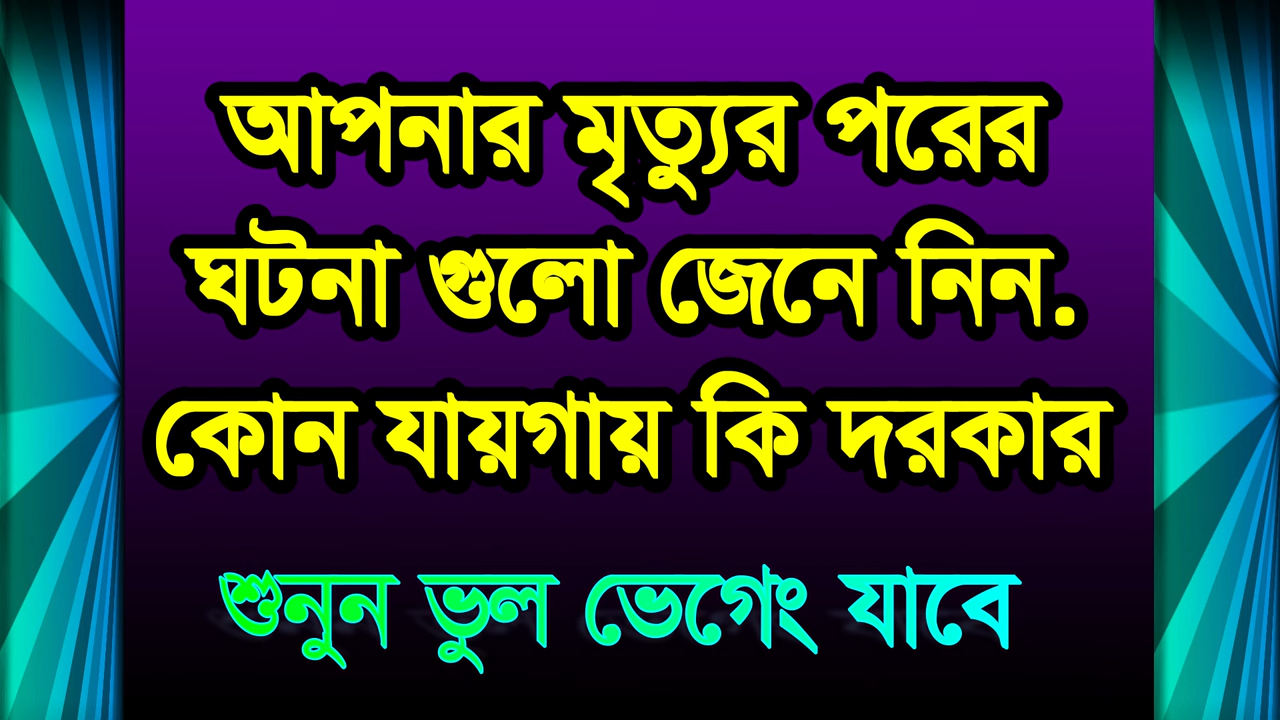 আপনার মৃত্যুর পরের
ঘটনা গুলো জেনে নিন.
কোন যায়গায় কি দরকার
শুনুন ভুল ভেগেং যাবে